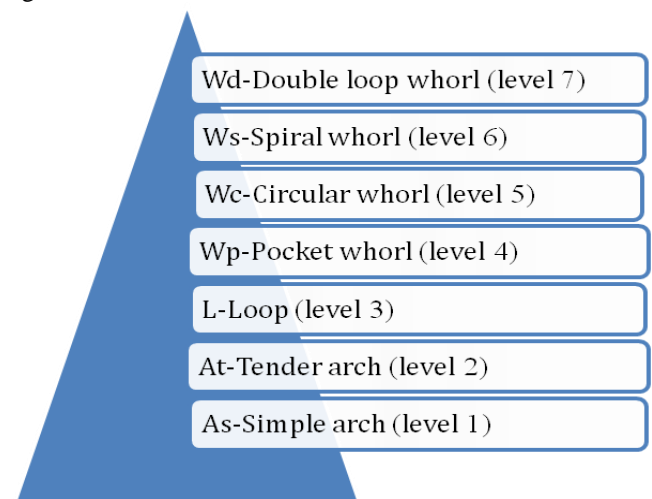 Wd-Double loop whorl (level 7)
Ws-Spiral whorl (level 6)
Wc-Circular whorl (level 5)
Wp-Pocket whorl (level 4)
L-Loop (level 3)
At-Tender arch (level 2)
As-Simple arch (level 1)